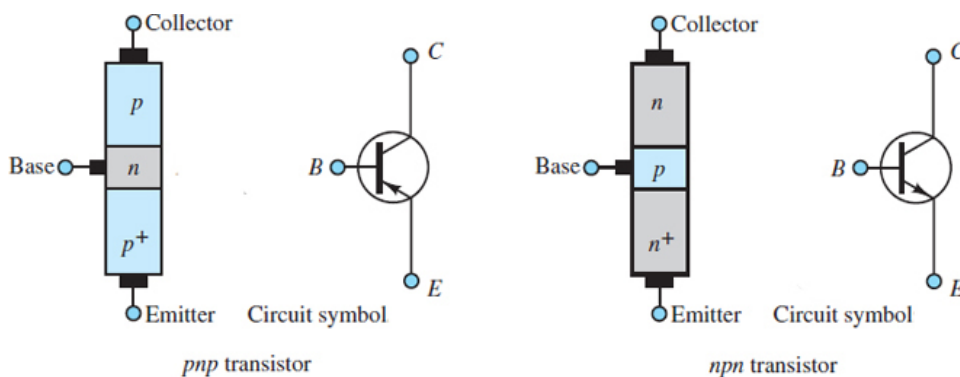 Collector
C
p
Base
n
B
p+
E
Emitter
Circuit symbol
pnp transistor
Collector
C
n
Base
p
B
n+
E
Emitter
Circuit symbol
npn transistor